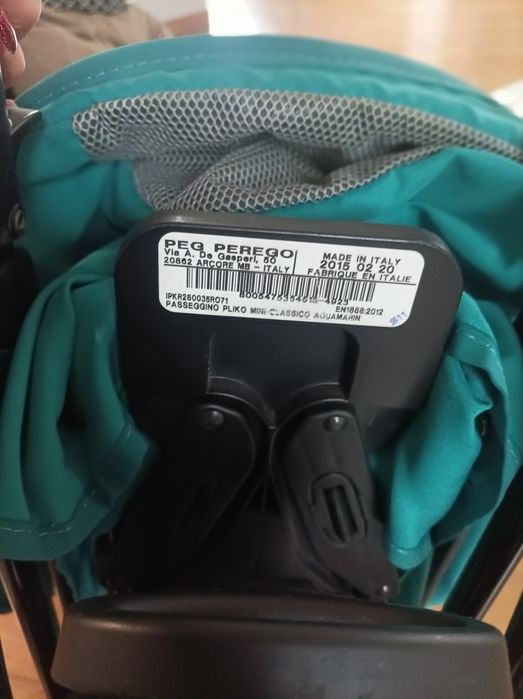 PEG PEREGO
Via A. De Gasperi, 50
20862 ARCORE MB - ITALY
MADE IN ITALY
2015 02 20
FABRIQUE EN ITALIE
IPKR280035RO71
EN1888:2012
PASSEGGINO PLIKO MINI CLASSICO AQUAMARIN